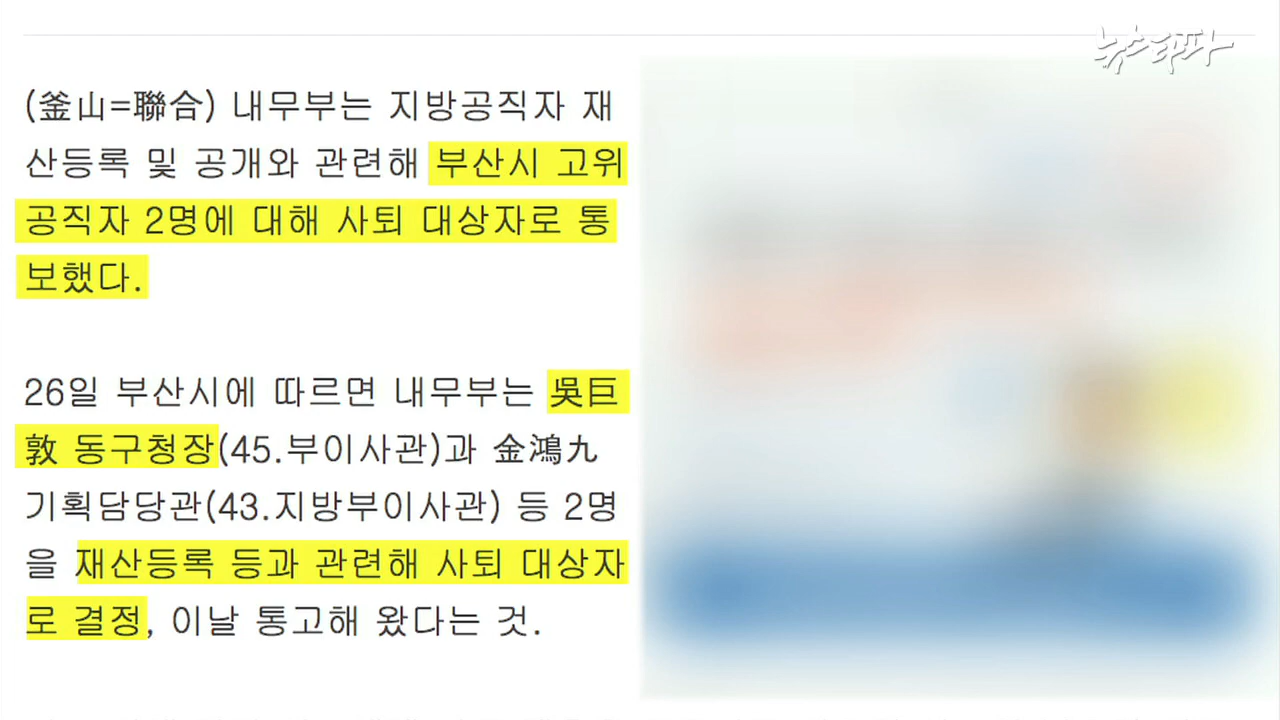 뉴스타파
(釜山=聯合) 내무부는 지방공직자 재
산등록 및 공개와 관련해 부산시 고위
공직자 2명에 대해 사퇴 대상자로 통
보했다.
26일 부산시에 따르면 내무부는 吳巨
敦 동구청장(45.부이사관)과 金鴻九
기획담당관(43.지방부이사관) 등 2명
을 재산등록 등과 관련해 사퇴 대상자
로 결정, 이날 통고해 왔다는 것.